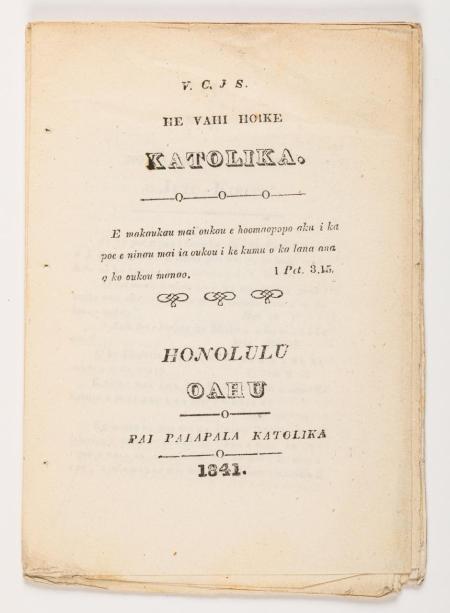 V. C. J S.
HE VAHI HOIKE
KATOLIKA.
E makaukau mai oukou e hoomaopopo aku i ka
poe e ninau mai ia oukou i ke kumu o ka lana ana
o ko oukou manao. 1 Pet. 3.15.
HONOLULU
OAHU
PAI PALAPALA KATOLIKA
1841.